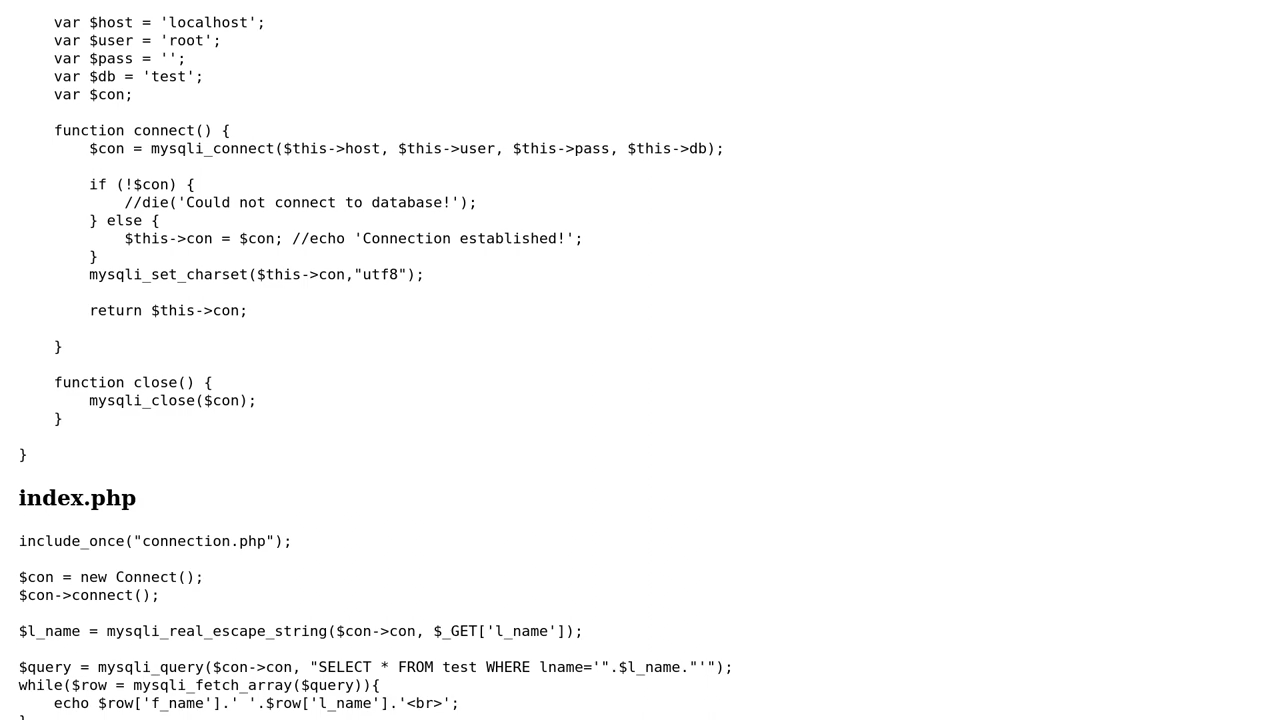 var $host = 'localhost';
    var $user = 'root';
    var $pass = '';
    var $db = 'test';
    var $con;

    function connect() {
        $con = mysqli_connect($this->host, $this->user, $this->pass, $this->db);

        if (!$con) {
            //die('Could not connect to database!');
        } else {
            $this->con = $con; //echo 'Connection established!';
        }
        mysqli_set_charset($this->con,"utf8");

        return $this->con;

    }

    function close() {
        mysqli_close($con);
    }

}
index.php
include_once("connection.php");

$con = new Connect();
$con->connect();

$l_name = mysqli_real_escape_string($con->con, $_GET['l_name']);

$query = mysqli_query($con->con, "SELECT * FROM test WHERE lname='".$l_name."'");
while($row = mysqli_fetch_array($query)){
    echo $row['f_name'].' '.$row['l_name'].'<br>';
}